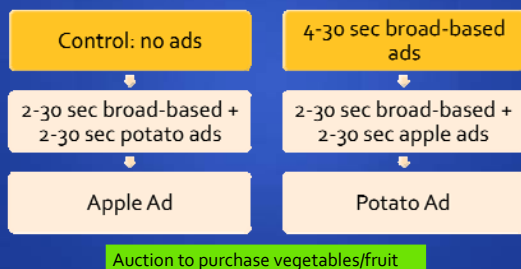 Control: no ads
2-30 sec broad-based +
2-30 sec potato ads
Apple Ad
4-30 sec broad-based
ads
2-30 sec broad-based +
2-30 sec apple ads
Potato Ad
Auction to purchase vegetables/fruit